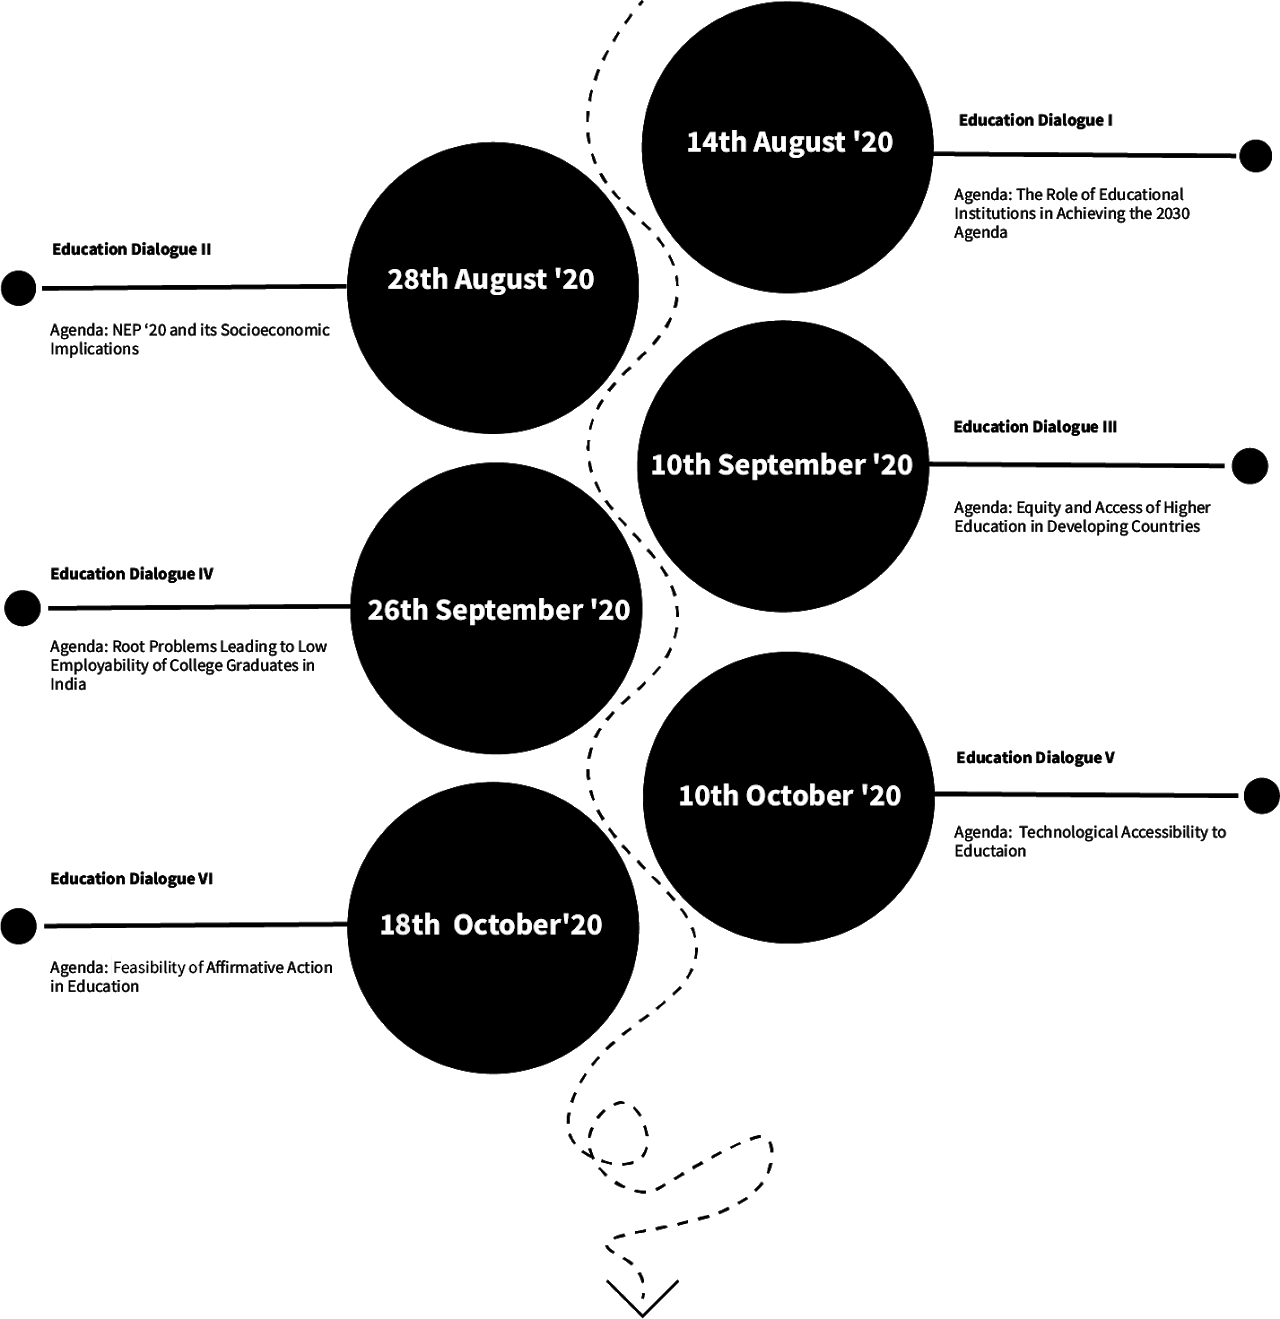 14th August '20
Education Dialogue I
Agenda: The Role of Educational
Institutions in Achieving the 2030
Agenda
28th August '20
Education Dialogue II
Agenda: NEP ‘20 and its Socioeconomic
Implications
10th September '20
Education Dialogue III
Agenda: Equity and Access of Higher
Education in Developing Countries
26th September '20
Education Dialogue IV
Agenda: Root Problems Leading to Low
Employability of College Graduates in
India
10th October '20
Education Dialogue V
Agenda:  Technological Accessibility to
Eductaion
18th  October'20
Education Dialogue VI
Agenda: Feasibility of Affirmative Action
in Education